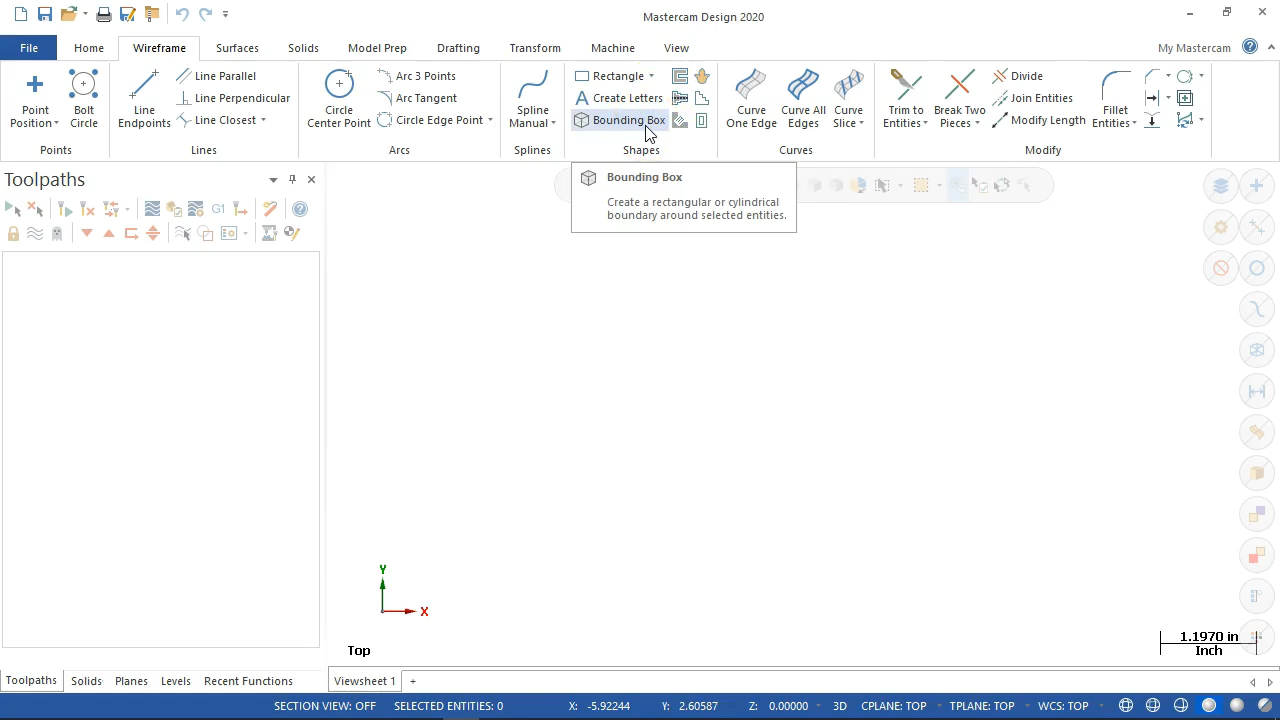 Mastercam Design 2020
File
Home
Wireframe
Surfaces
Solids
Model Prep
Drafting
Transform
Machine
View
My Mastercam
Point
Position
Bolt
Circle
Points
Line
Endpoints
Line Parallel
Line Perpendicular
Line Closest
Lines
Circle
Center Point
Arc 3 Points
Arc Tangent
Circle Edge Point
Arcs
Spline
Manual
Splines
Rectangle
Create Letters
Bounding Box
Shapes
Curve
One Edge
Curve All
Edges
Curve
Slice
Curves
Trim to
Entities
Break Two
Pieces
Divide
Join Entities
Modify Length
Fillet
Entities
Modify
Toolpaths
G1
Bounding Box
Create a rectangular or cylindrical
boundary around selected entities.
Y
X
Top
1.1970 in
Inch
Toolpaths
Solids
Planes
Levels
Recent Functions
Viewsheet 1
+
SECTION VIEW: OFF
SELECTED ENTITIES: 0
X: -5.92244
Y: 2.60587
Z: 0.00000
3D
CPLANE: TOP
TPLANE: TOP
WCS: TOP